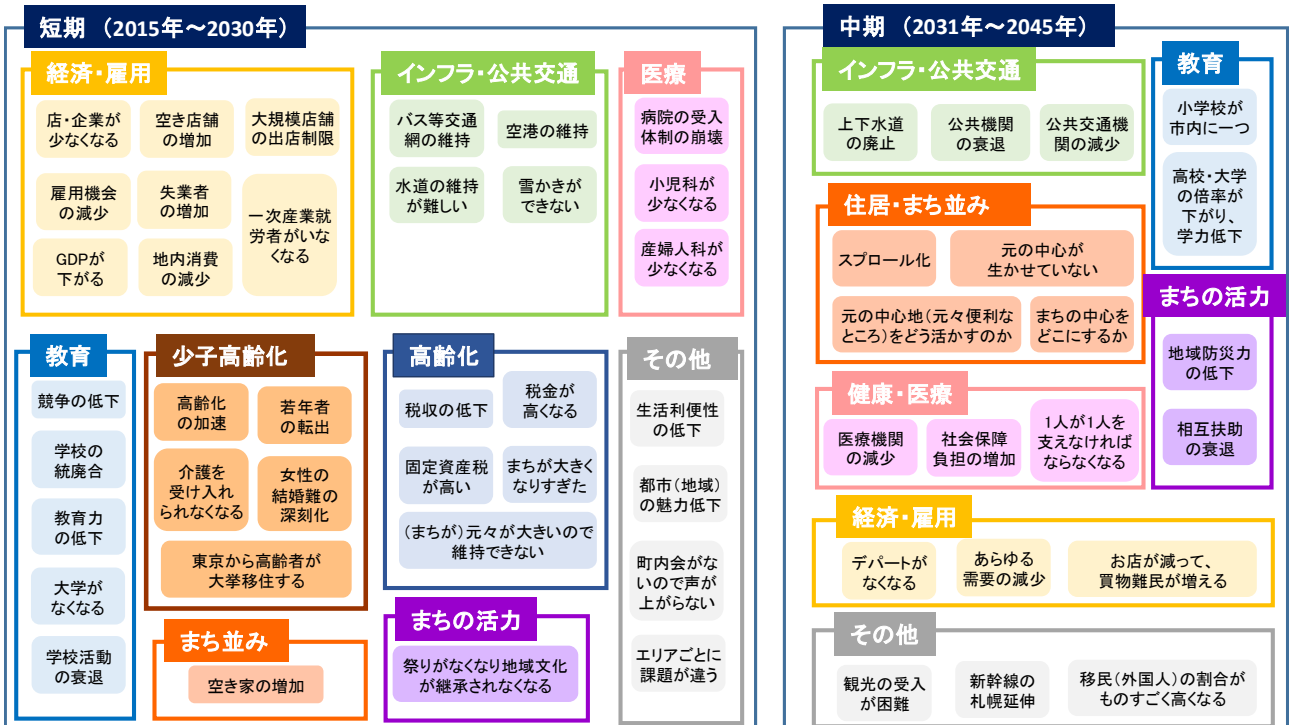 短期 （2015年～2030年）
経済・雇用
店・企業が
少なくなる
空き店舗
の増加
大規模店舗
の出店制限
雇用機会
の減少
失業者
の増加
一次産業就
労者がいな
くなる
GDPが
下がる
地内消費
の減少
インフラ・公共交通
バス等交通
網の維持
空港の維持
水道の維持
が難しい
雪かきが
できない
医療
病院の受入
体制の崩壊
小児科が
少なくなる
産婦人科が
少なくなる
教育
競争の低下
学校の
統廃合
教育力
の低下
大学が
なくなる
学校活動
の衰退
少子高齢化
高齢化
の加速
若年者
の転出
介護を
受け入れ
られなくなる
女性の
結婚難の
深刻化
東京から高齢者が
大挙移住する
まち並み
空き家の増加
高齢化
税収の低下
税金が
高くなる
固定資産税
が高い
まちが大きく
なりすぎた
（まちが）元々が大きいので
維持できない
まちの活力
祭りがなくなり地域文化
が継承されなくなる
その他
生活利便性
の低下
都市（地域）
の魅力低下
町内会がな
いので声が
上がらない
エリアごとに
課題が違う
中期 （2031年～2045年）
インフラ・公共交通
上下水道
の廃止
公共機関
の衰退
公共交通機
関の減少
教育
小学校が
市内に一つ
高校・大学
の倍率が
下がり、
学力低下
住居・まち並み
スプロール化
元の中心が
生かせていない
元の中心地（元々便利な
ところ）をどう活かすのか
まちの中心を
どこにするか
まちの活力
地域防災力
の低下
相互扶助
の衰退
健康・医療
医療機関
の減少
社会保障
負担の増加
1人が1人を
支えなければ
ならなくなる
経済・雇用
デパートが
なくなる
あらゆる
需要の減少
お店が減って、
買物難民が増える
その他
観光の受入
が困難
新幹線の
札幌延伸
移民（外国人）の割合が
ものすごく高くなる